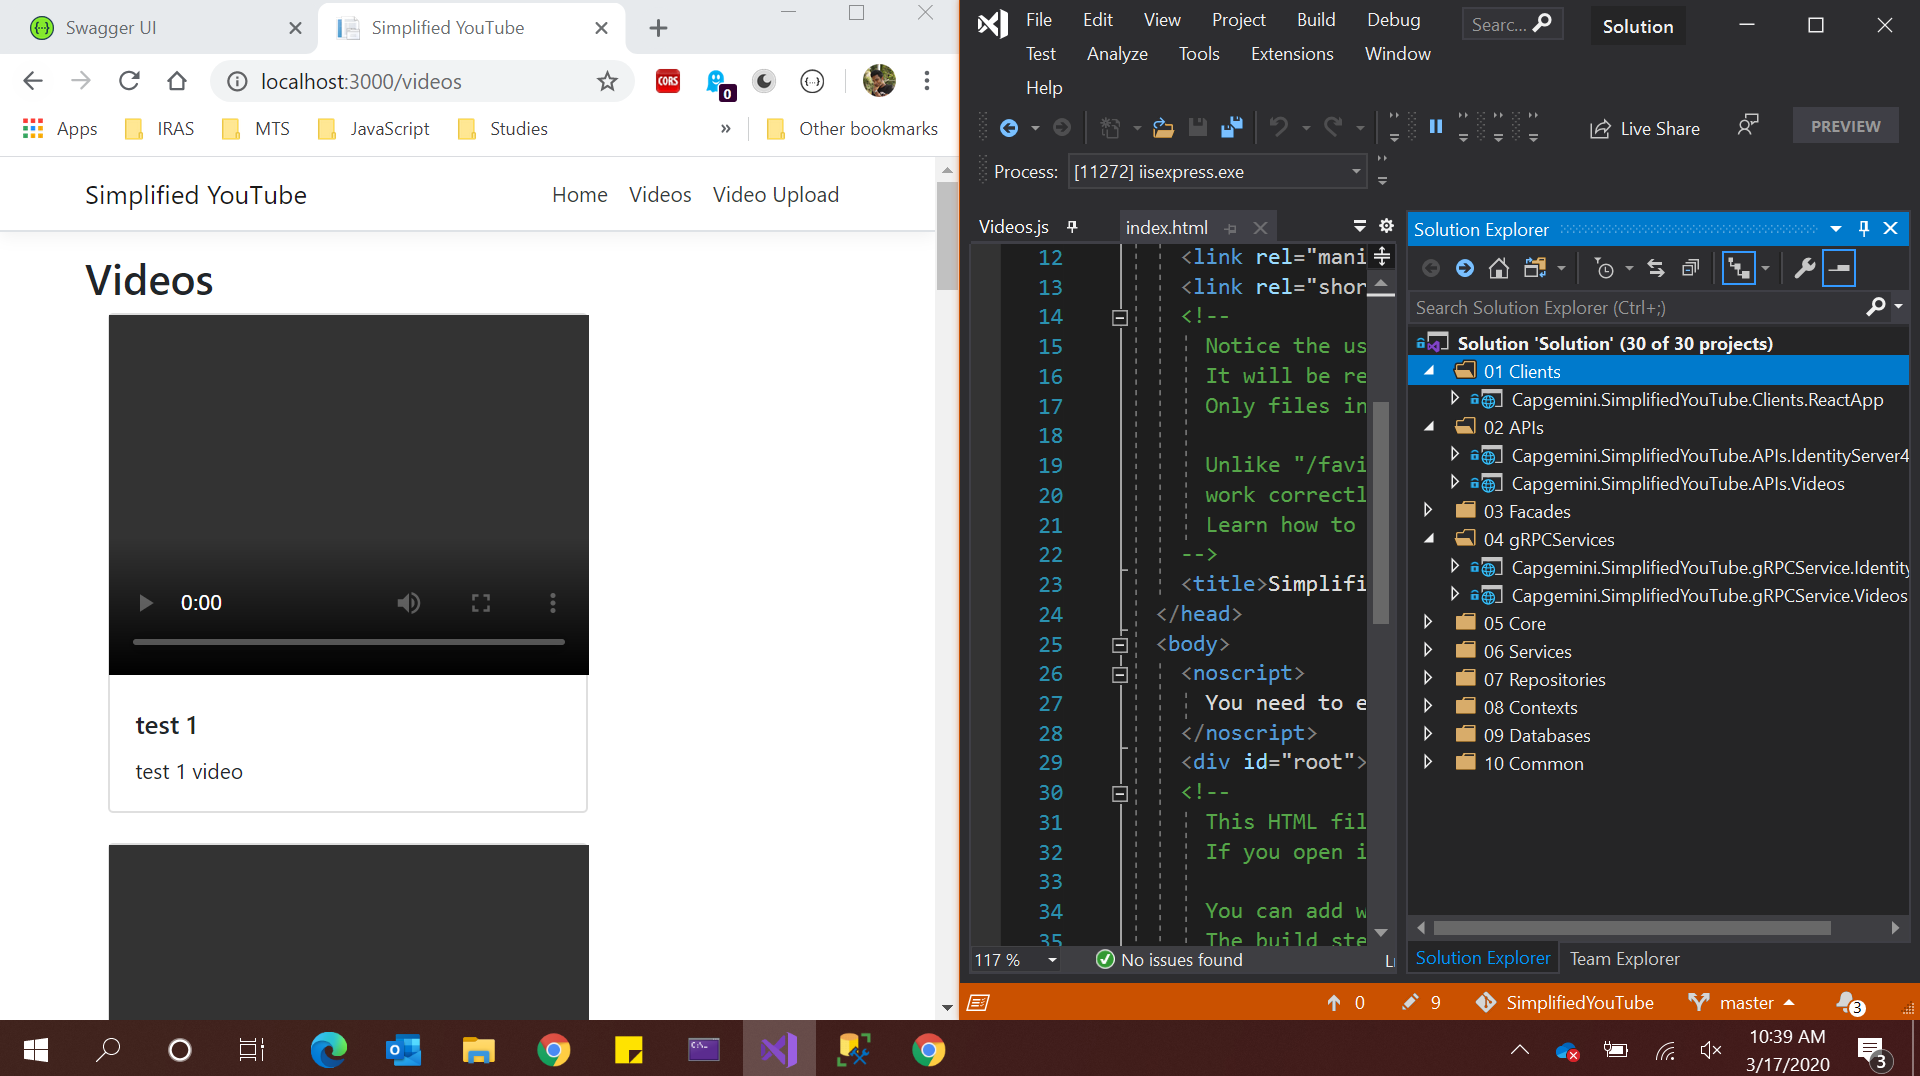 Swagger UI
Simplified YouTube
localhost:3000/videos
CORS
0
Apps
IRAS
MTS
JavaScript
Studies
»
Other bookmarks
Simplified YouTube
Home
Videos
Video Upload
Videos
0:00
test 1
test 1 video
File
Edit
View
Project
Build
Debug
Searc...
Solution
Test
Analyze
Tools
Extensions
Window
Help
Live Share
PREVIEW
Process:
[11272] iisexpress.exe
Videos.js
index.html
12 <link rel="mani
13 <link rel="shor
14 <!--
15 Notice the us
16 It will be re
17 Only files in
18
19 Unlike "/favi
20 work correctl
21 Learn how to
22 -->
23 <title>Simplifi
24 </head>
25 <body>
26 <noscript>
27 You need to e
28 </noscript>
29 <div id="root">
30 <!--
31 This HTML fil
32 If you open i
33
34 You can add w
35 The build ste
117 %
No issues found
Solution Explorer
Search Solution Explorer (Ctrl+;)
Solution 'Solution' (30 of 30 projects)
01 Clients
Capgemini.SimplifiedYouTube.Clients.ReactApp
02 APIs
Capgemini.SimplifiedYouTube.APIs.IdentityServer4
Capgemini.SimplifiedYouTube.APIs.Videos
03 Facades
04 gRPCServices
Capgemini.SimplifiedYouTube.gRPCService.Identity
Capgemini.SimplifiedYouTube.gRPCService.Videos
05 Core
06 Services
07 Repositories
08 Contexts
09 Databases
10 Common
Solution Explorer
Team Explorer
0
9
SimplifiedYouTube
master
3
10:39 AM
3/17/2020
3